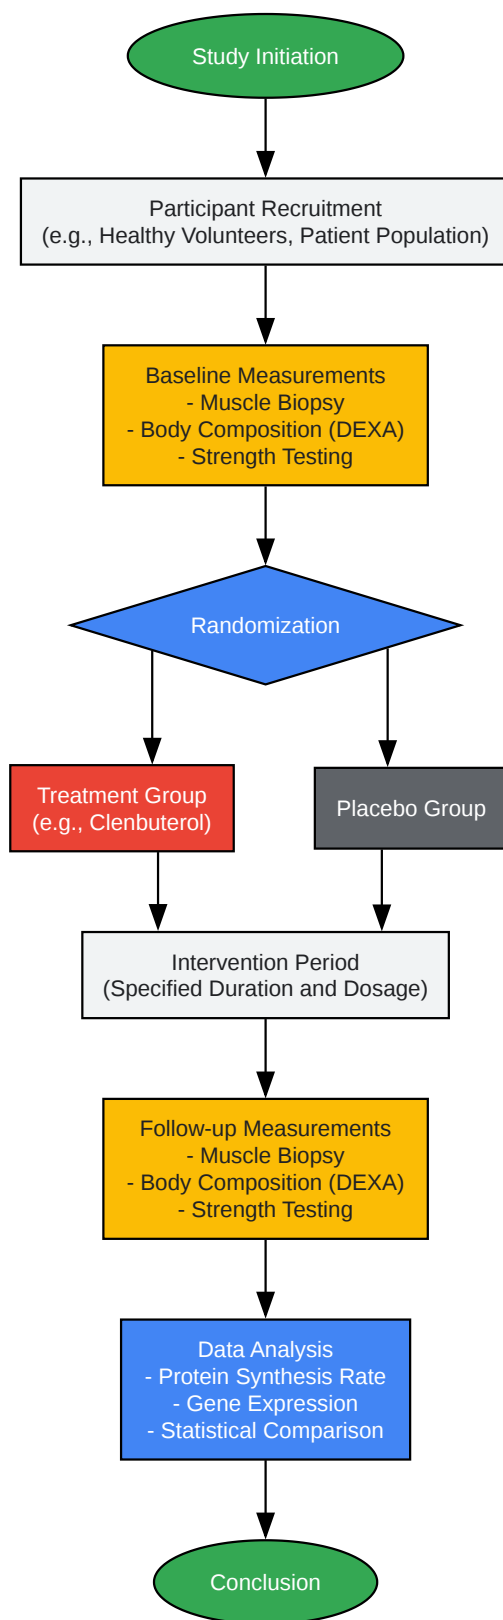 Study Initiation
Participant Recruitment
(e.g., Healthy Volunteers, Patient Population)
Baseline Measurements
- Muscle Biopsy
- Body Composition (DEXA)
- Strength Testing
Randomization
Treatment Group
(e.g., Clenbuterol)
Placebo Group
Intervention Period
(Specified Duration and Dosage)
Follow-up Measurements
- Muscle Biopsy
- Body Composition (DEXA)
- Strength Testing
Data Analysis
- Protein Synthesis Rate
- Gene Expression
- Statistical Comparison
Conclusion